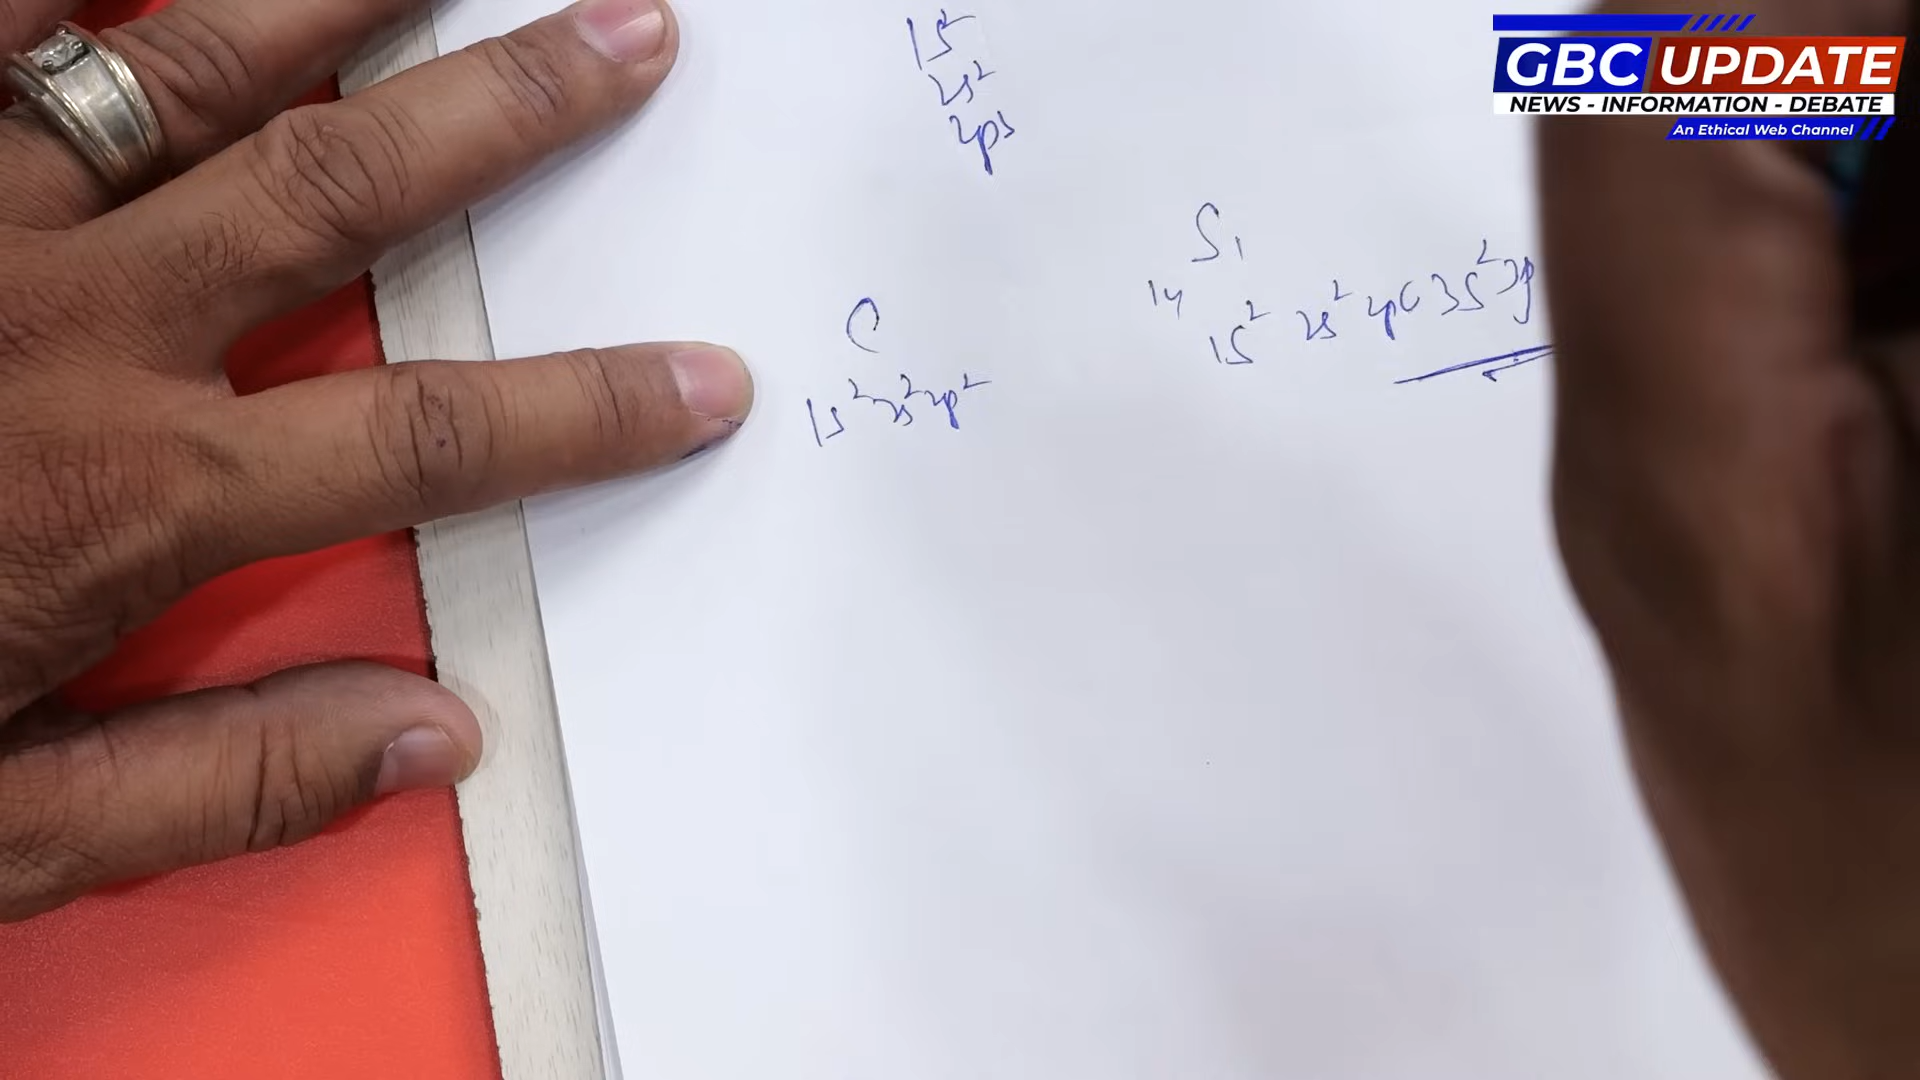 1s²
2s²
2p3
Si
14
1s² 2s² 2p6 3s² 3p
C
1s² 2s² 2p²
GBC UPDATE
NEWS - INFORMATION - DEBATE
An Ethical Web Channel